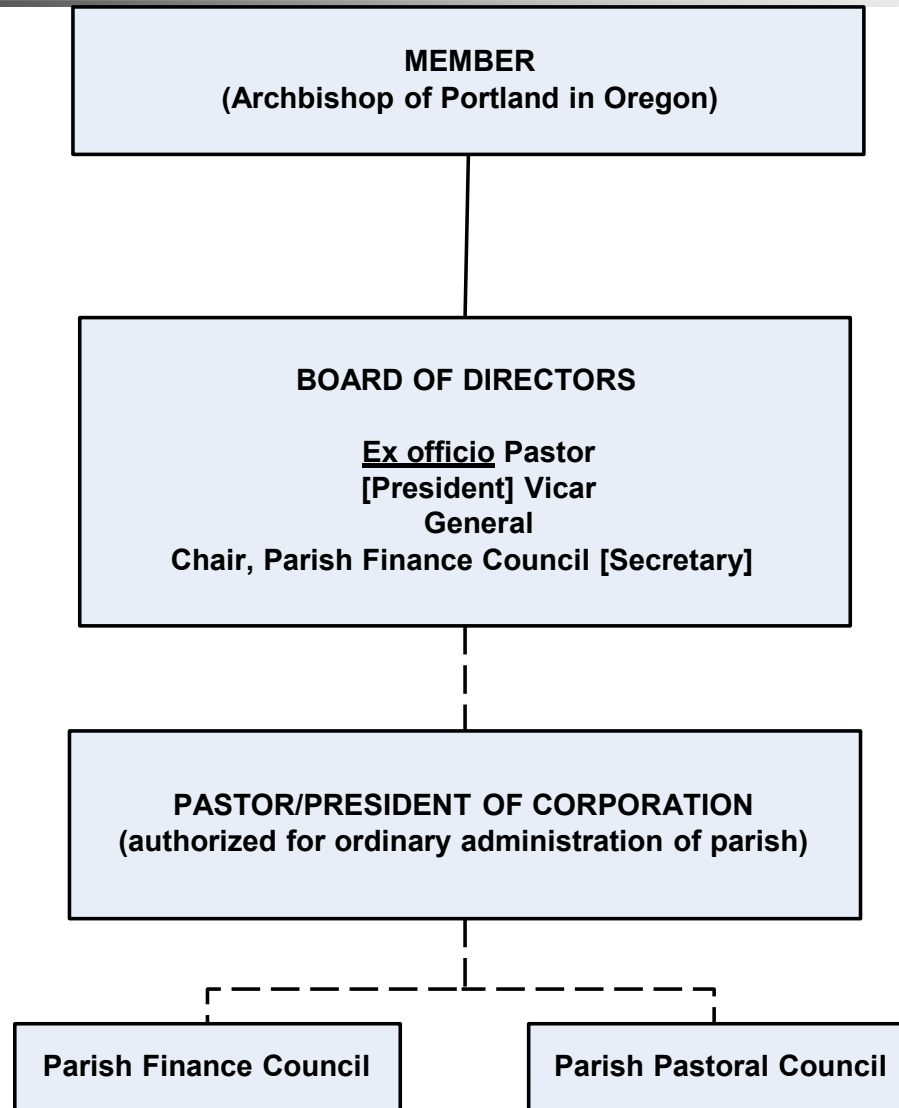 MEMBER
(Archbishop of Portland in Oregon)
BOARD OF DIRECTORS
Ex officio Pastor
[President] Vicar
General
Chair, Parish Finance Council [Secretary]
PASTOR/PRESIDENT OF CORPORATION
(authorized for ordinary administration of parish)
Parish Finance Council
Parish Pastoral Council